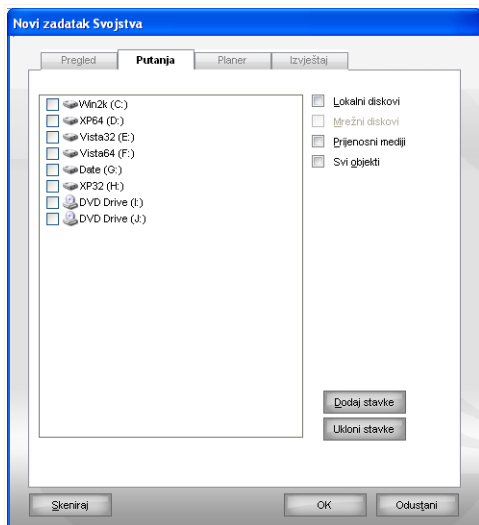 Novi zadatak Svojstva
Pregled Putanja Planer Izvještaj
Win2k (C:)
XP64 (D:)
Vista32 (E:)
Vista64 (F:)
Date (G:)
XP32 (H:)
DVD Drive (I:)
DVD Drive (J:)
Lokalni diskovi
Mrežni diskovi
Prijenosni mediji
Svi objekti
Dodaj stavke
Ukloni stavke
Skeniraj OK Odustani